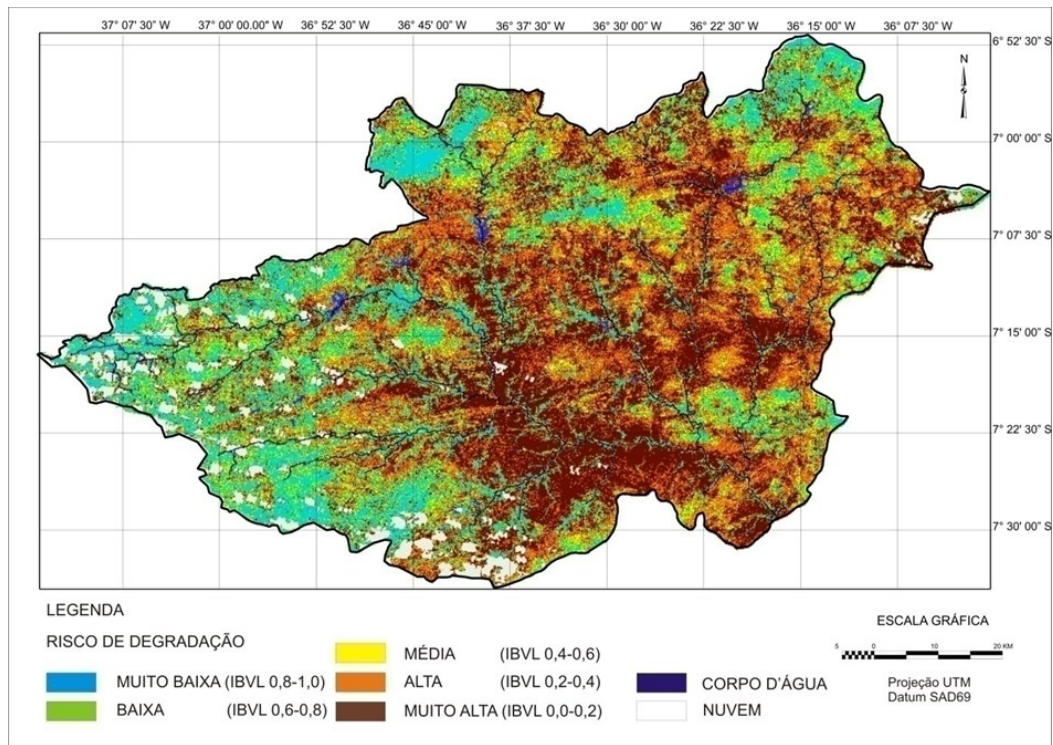 37° 07' 30" W 37° 00' 00.00" W 36° 52' 30" W 36° 45' 00" W 36° 37' 30" W 36° 30' 00" W 36° 22' 30" W 36° 15' 00" W 36° 07' 30" W
6° 52' 30" S
N
7° 00' 00" S
7° 07' 30" S
7° 15' 00" S
7° 22' 30" S
7° 30' 00" S
LEGENDA
RISCO DE DEGRADAÇÃO
MUITO BAIXA (IBVL 0,8-1,0)
BAIXA (IBVL 0,6-0,8)
MÉDIA (IBVL 0,4-0,6)
ALTA (IBVL 0,2-0,4)
MUITO ALTA (IBVL 0,0-0,2)
CORPO D'ÁGUA
NUVEM
ESCALA GRÁFICA
5 0 10 20 KM
Projeção UTM
Datum SAD69